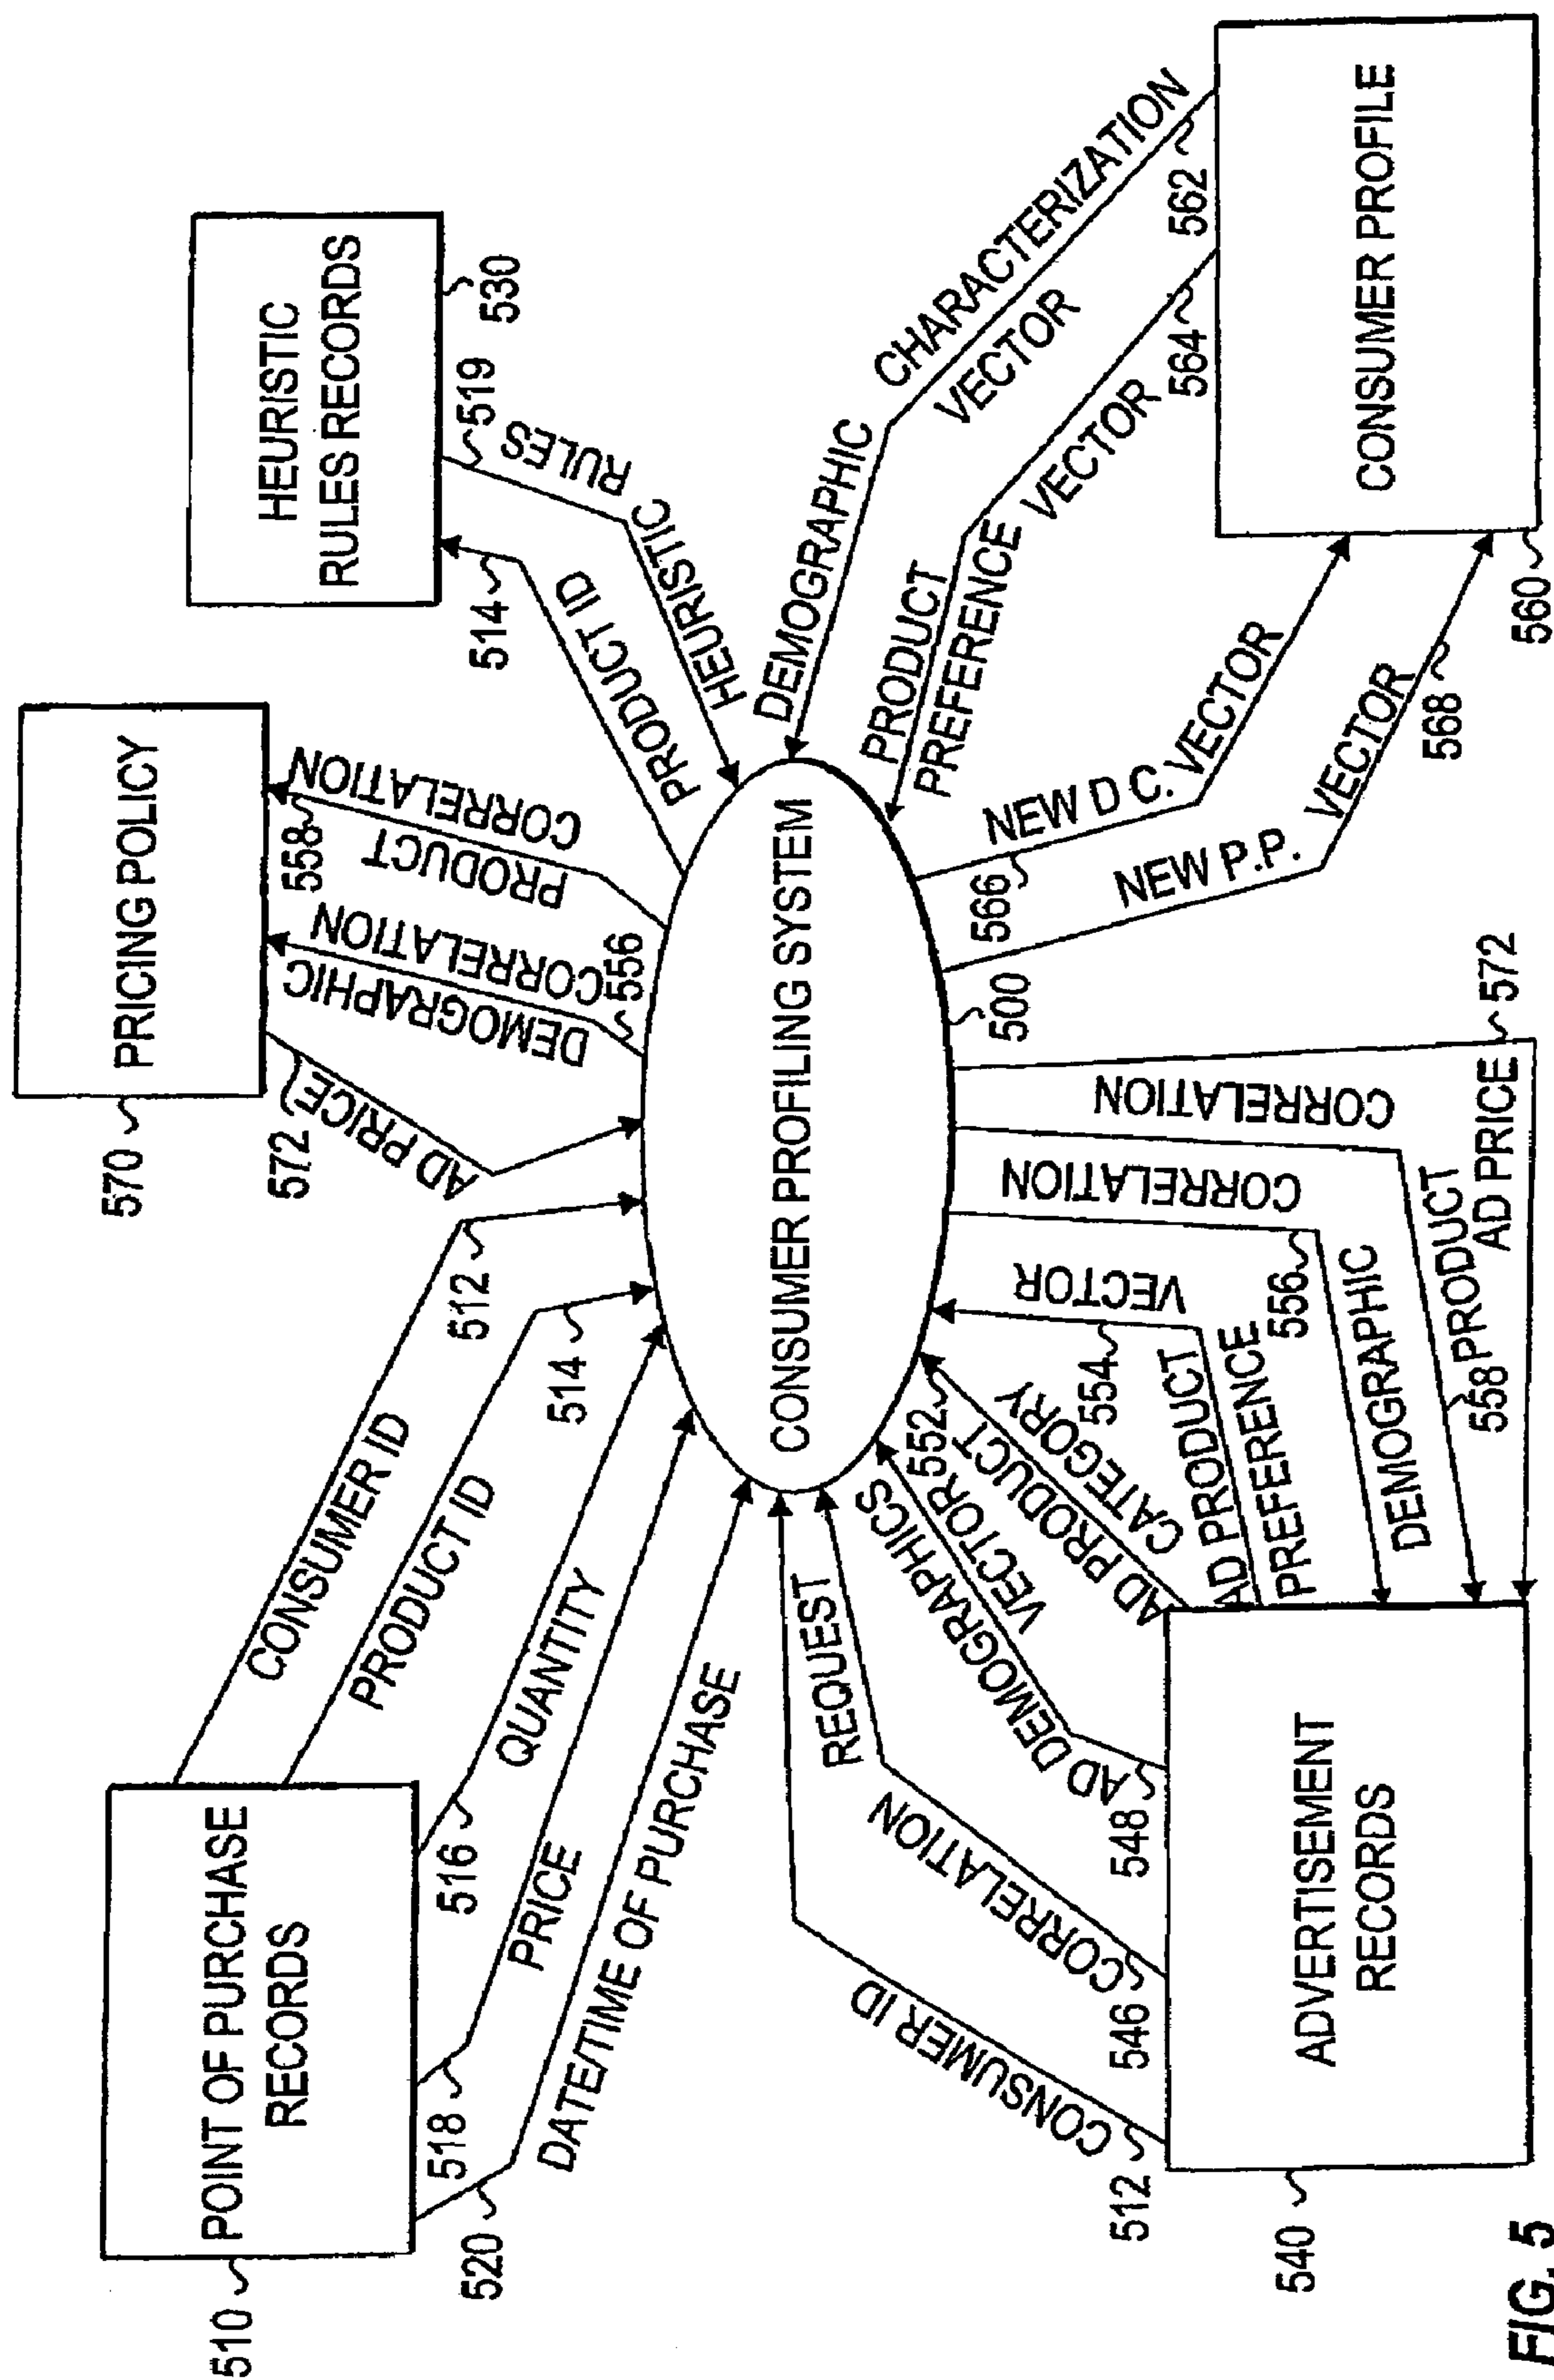 POINT OF PURCHASE
RECORDS
510
PRICING POLICY
570
HEURISTIC
RULES RECORDS
530
CONSUMER ID
512
PRODUCT ID
514
QUANTITY
516
PRICE
518
DATE/TIME OF PURCHASE
520
AD PRICE
572
DEMOGRAPHIC
CORRELATION
556
PRODUCT
CORRELATION
558
PRODUCT ID
514
HEURISTIC RULES
519
CONSUMER PROFILING SYSTEM
500
DEMOGRAPHIC CHARACTERIZATION
VECTOR
562
PRODUCT
PREFERENCE VECTOR
564
NEW D C. VECTOR
566
NEW P.P. VECTOR
568
CONSUMER PROFILE
560
CONSUMER ID
512
CORRELATION REQUEST
546
AD DEMOGRAPHICS
VECTOR
548
AD PRODUCT
CATEGORY
552
AD PRODUCT
PREFERENCE
VECTOR
554
DEMOGRAPHIC
CORRELATION
556
PRODUCT
CORRELATION
558
AD PRICE
572
ADVERTISEMENT
RECORDS
540
FIG. 5